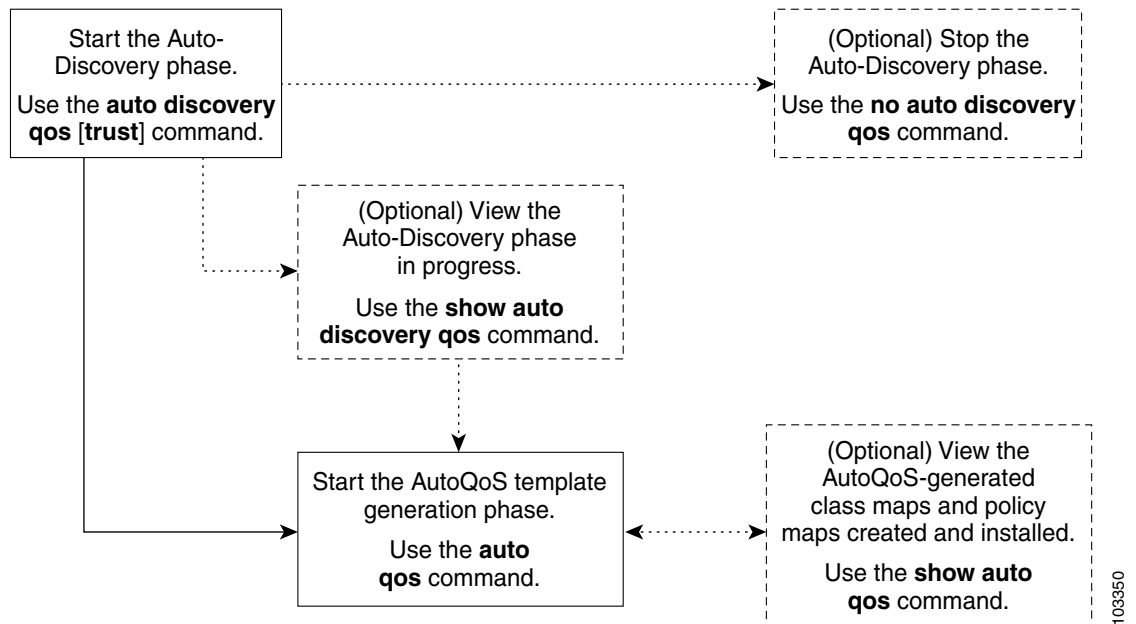 Start the Auto-
Discovery phase.
Use the auto discovery
qos [trust] command.
(Optional) Stop the
Auto-Discovery phase.
Use the no auto discovery
qos command.
(Optional) View the
Auto-Discovery phase
in progress.
Use the show auto
discovery qos command.
Start the AutoQoS template
generation phase.
Use the auto
qos command.
(Optional) View the
AutoQoS-generated
class maps and policy
maps created and installed.
Use the show auto
qos command.
103350